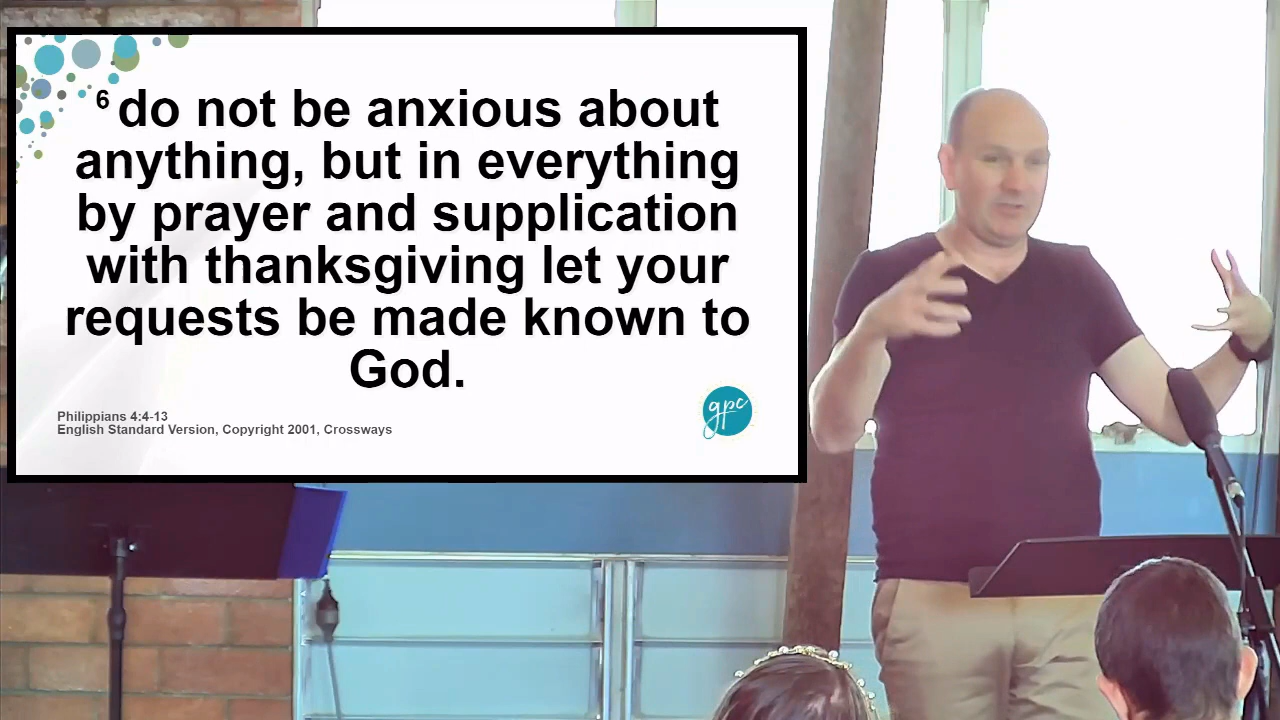 6 do not be anxious about
anything, but in everything
by prayer and supplication
with thanksgiving let your
requests be made known to
God.
Philippians 4:4-13
English Standard Version, Copyright 2001, Crossways
gpc